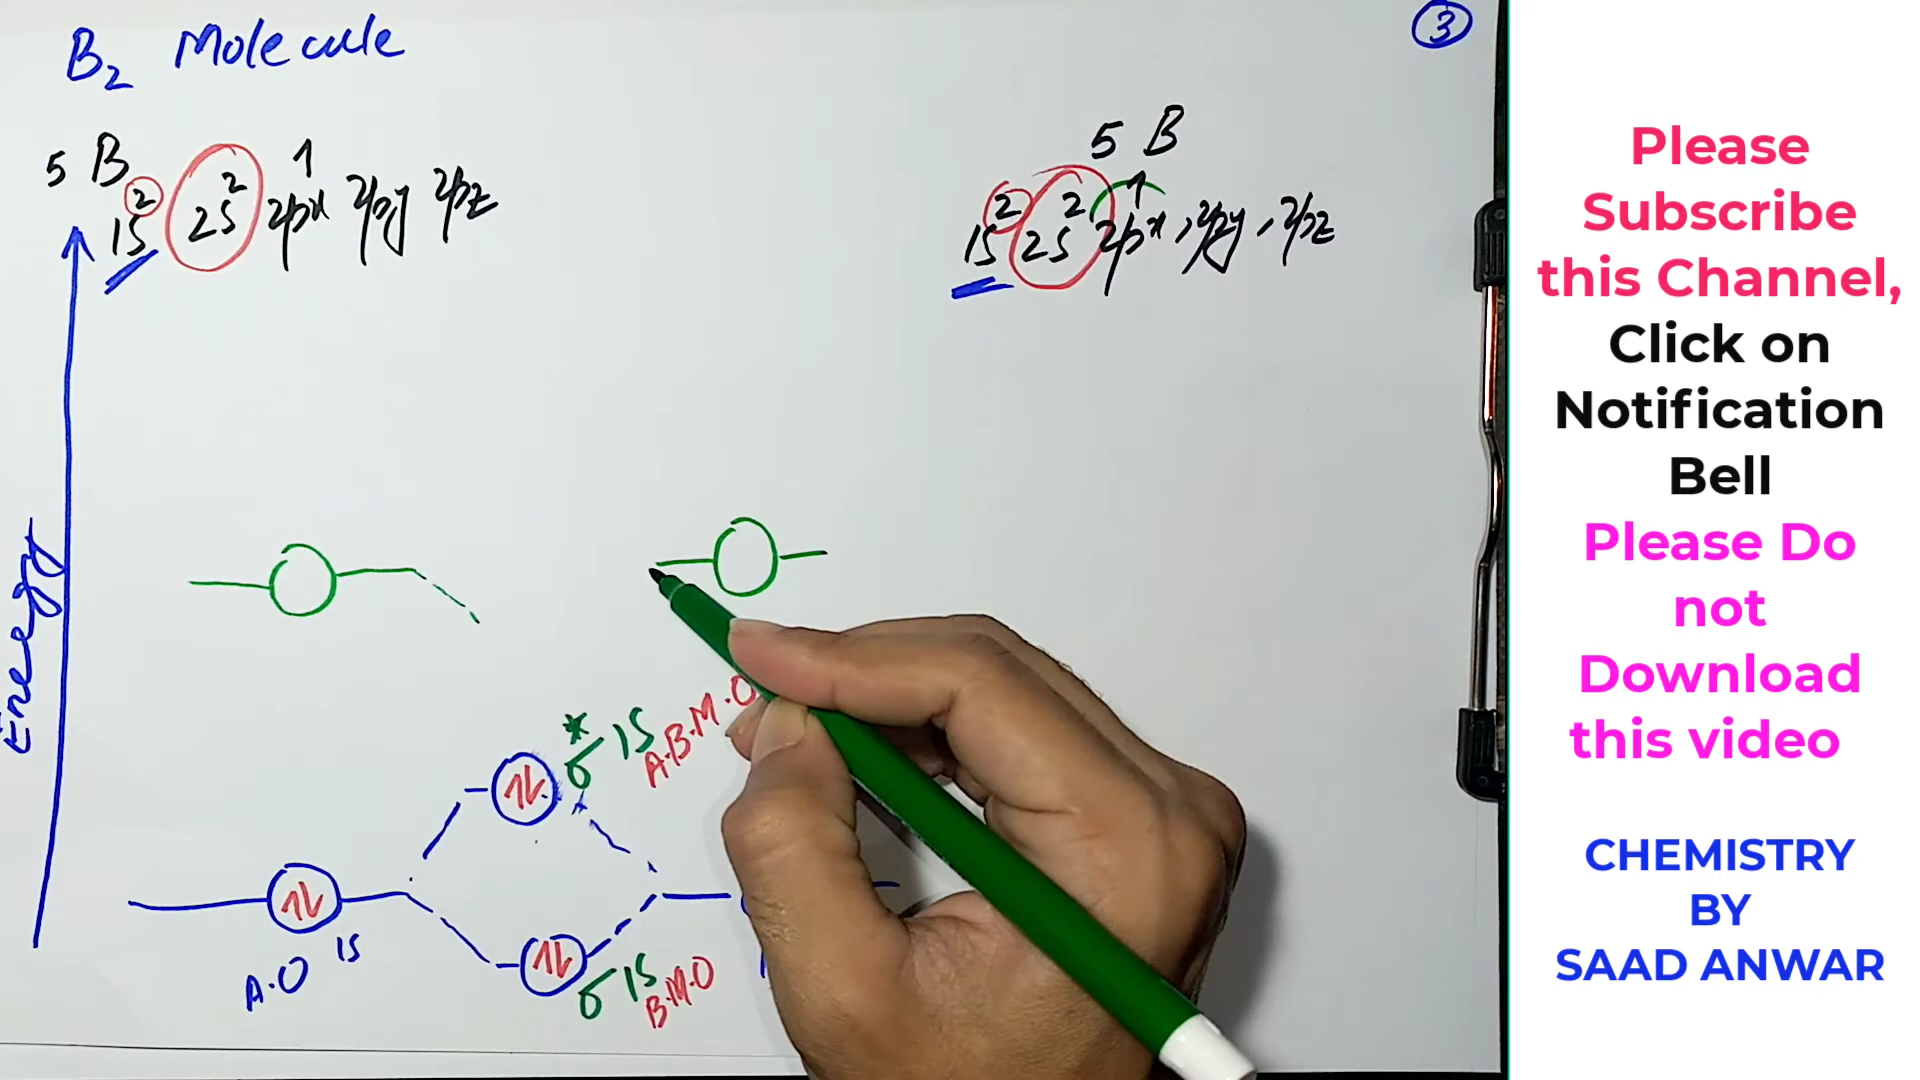 B₂ Molecule
3
5 B
1s² 2s² 2px¹ 2py 2pz
5 B
1s² 2s² 2px¹, 2py, 2pz
Energy
σ* 1s
A.B.M.O
1s
A.O
σ 1s
B.M.O
Please
Subscribe
this Channel,
Click on
Notification
Bell
Please Do
not
Download
this video
CHEMISTRY
BY
SAAD ANWAR